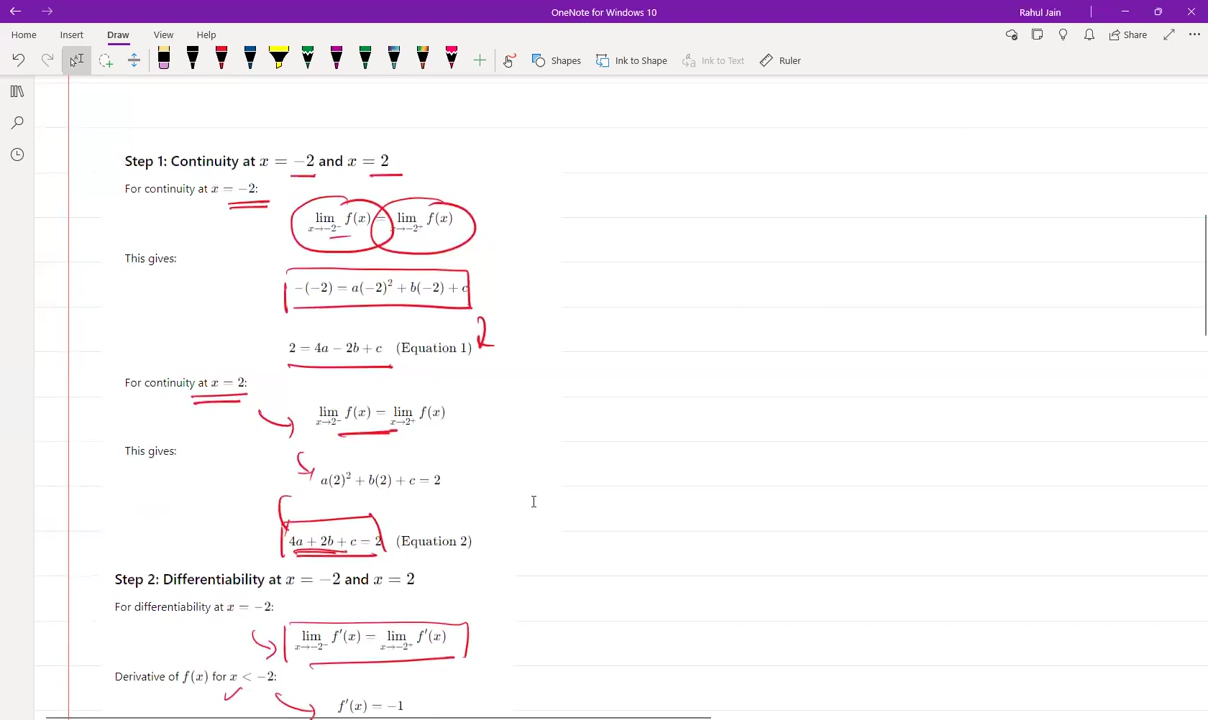 OneNote for Windows 10
Rahul Jain
Home Insert Draw View Help
Shapes Ink to Shape Ink to Text Ruler Share
Step 1: Continuity at x = −2 and x = 2
For continuity at x = −2:
lim x→−2⁻ f(x) = lim x→−2⁺ f(x)
This gives:
−(−2) = a(−2)² + b(−2) + c
2 = 4a − 2b + c (Equation 1)
For continuity at x = 2:
lim x→2⁻ f(x) = lim x→2⁺ f(x)
This gives:
a(2)² + b(2) + c = 2
4a + 2b + c = 2 (Equation 2)
Step 2: Differentiability at x = −2 and x = 2
For differentiability at x = −2:
lim x→−2⁻ f′(x) = lim x→−2⁺ f′(x)
Derivative of f(x) for x < −2:
f′(x) = −1